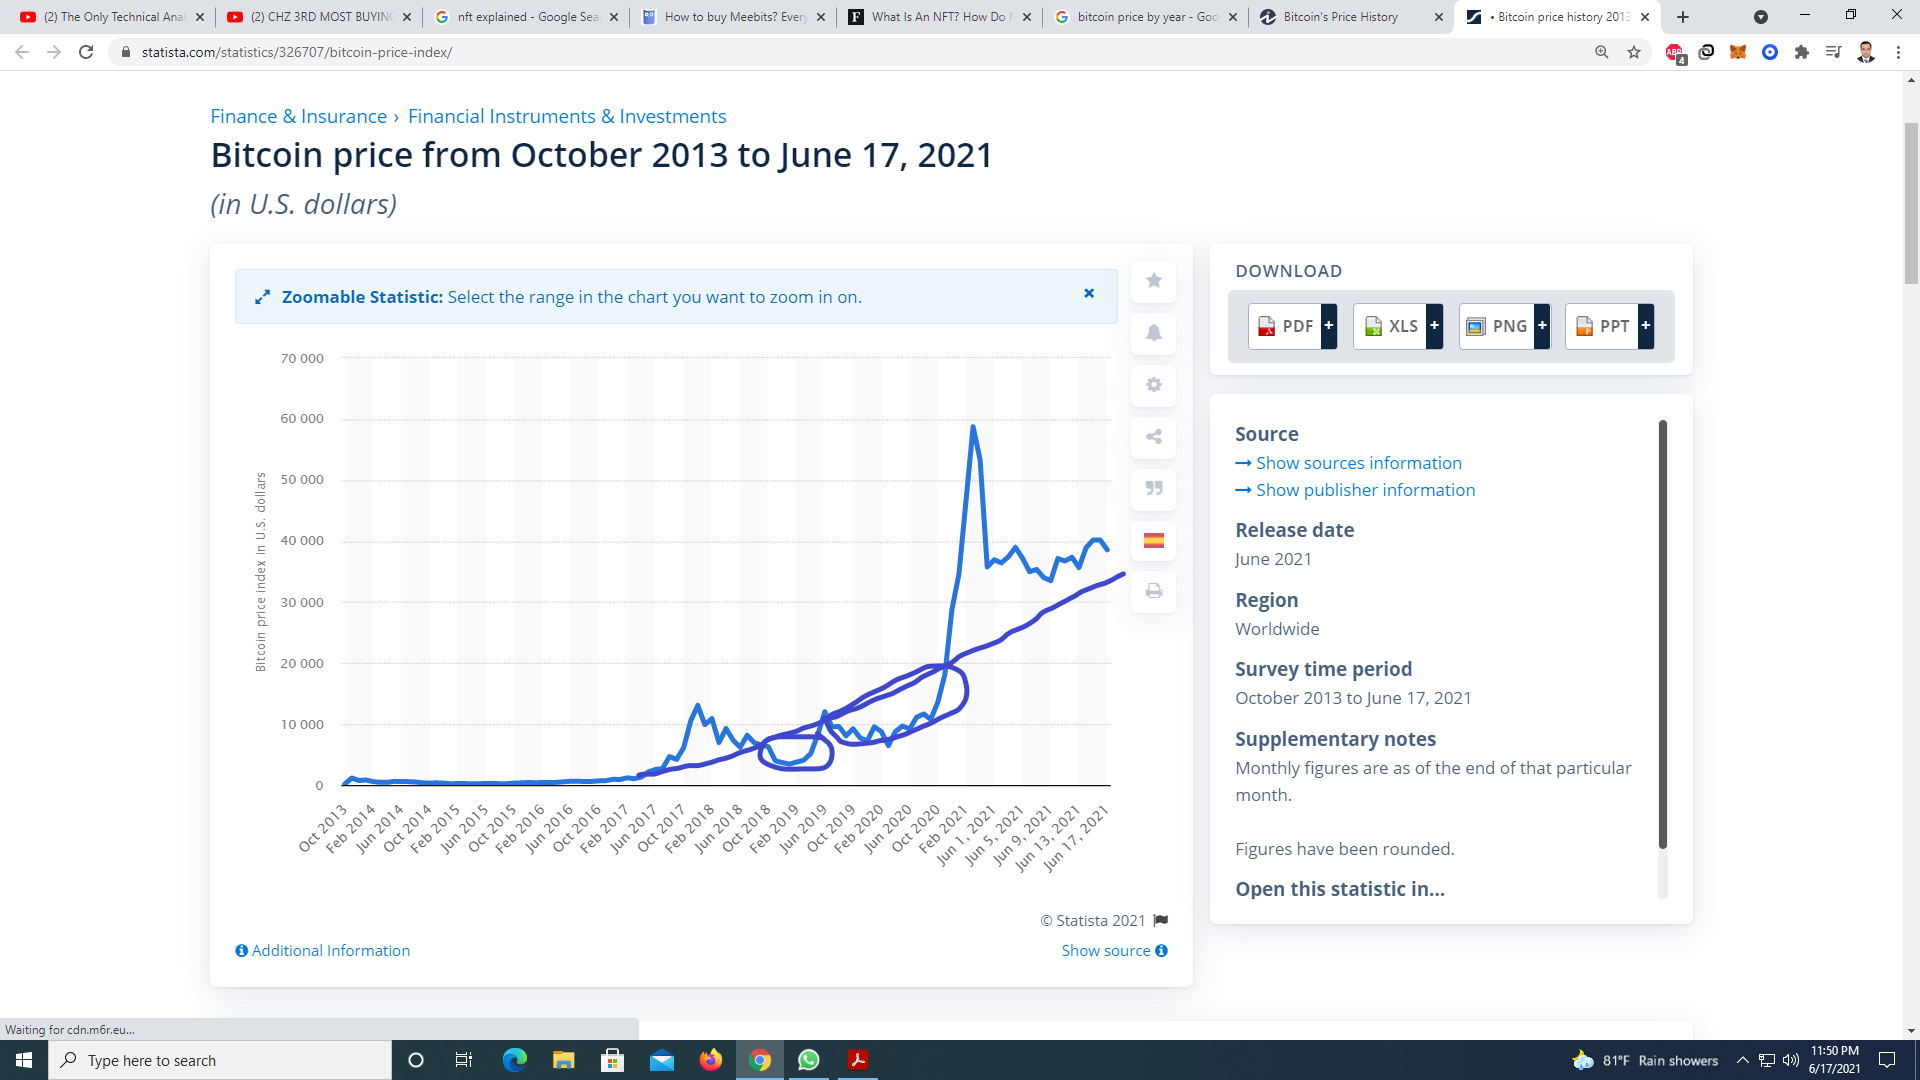 (2) The Only Technical Anal
(2) CHZ 3RD MOST BUYING
nft explained - Google Sea
How to buy Meebits? Every
What Is An NFT? How Do N
bitcoin price by year - Goo
Bitcoin's Price History
• Bitcoin price history 2013
statista.com/statistics/326707/bitcoin-price-index/
ABP
4
Finance & Insurance › Financial Instruments & Investments
Bitcoin price from October 2013 to June 17, 2021
(in U.S. dollars)
Zoomable Statistic: Select the range in the chart you want to zoom in on.
70 000
60 000
50 000
40 000
30 000
20 000
10 000
0
Bitcoin price index in U.S. dollars
Oct 2013
Feb 2014
Jun 2014
Oct 2014
Feb 2015
Jun 2015
Oct 2015
Feb 2016
Jun 2016
Oct 2016
Feb 2017
Jun 2017
Oct 2017
Feb 2018
Jun 2018
Oct 2018
Feb 2019
Jun 2019
Oct 2019
Feb 2020
Jun 2020
Oct 2020
Feb 2021
Jun 1, 2021
Jun 5, 2021
Jun 9, 2021
Jun 13, 2021
Jun 17, 2021
© Statista 2021
Additional Information
Show source
DOWNLOAD
PDF +
XLS +
PNG +
PPT +
Source
→ Show sources information
→ Show publisher information
Release date
June 2021
Region
Worldwide
Survey time period
October 2013 to June 17, 2021
Supplementary notes
Monthly figures are as of the end of that particular
month.
Figures have been rounded.
Open this statistic in...
Waiting for cdn.m6r.eu...
Type here to search
81°F Rain showers
11:50 PM
6/17/2021